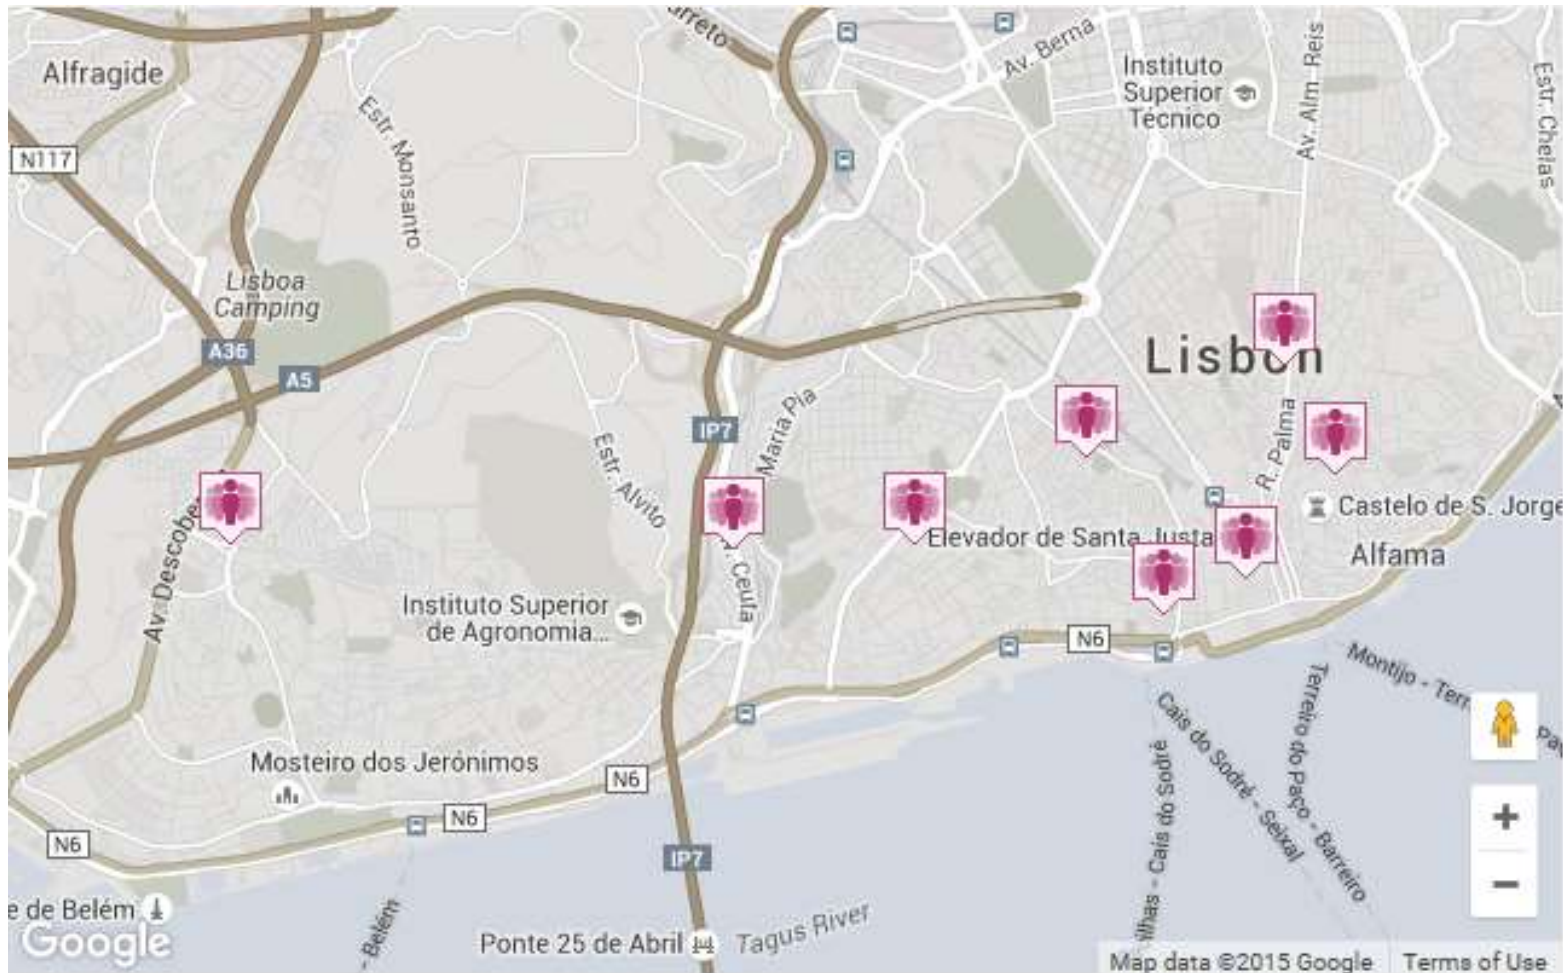 Alfragide
arreto
Av. Berna
Instituto
Superior
Técnico
Av. Alm. Reis
Estr. Chelas
N117
Estr. Monsanto
Lisboa
Camping
A36
A5
Lisbon
IP7
Maria Pia
Estr. Alvito
R. Palma
Castelo de S. Jorge
Elevador de Santa Justa
Alfama
Av. Descobe
Ceuta
Instituto Superior
de Agronomia...
N6
Montijo - Terr
Terreiro do Paço - Barreiro
Cais do Sodré - Seixal
ilhas - Cais do Sodré
Mosteiro dos Jerónimos
N6
N6
N6
IP7
e de Belém
- Belém
Ponte 25 de Abril
Tagus River
Google
+
−
Map data ©2015 Google
Terms of Use